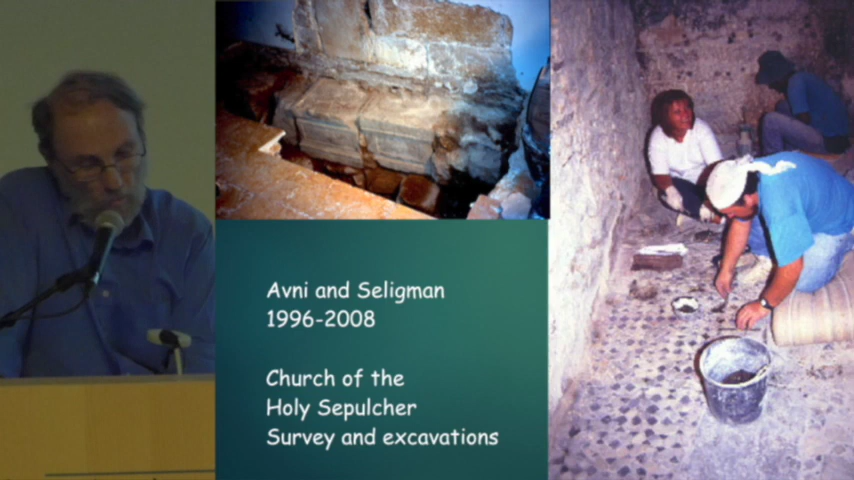 Avni and Seligman
1996-2008
Church of the
Holy Sepulcher
Survey and excavations